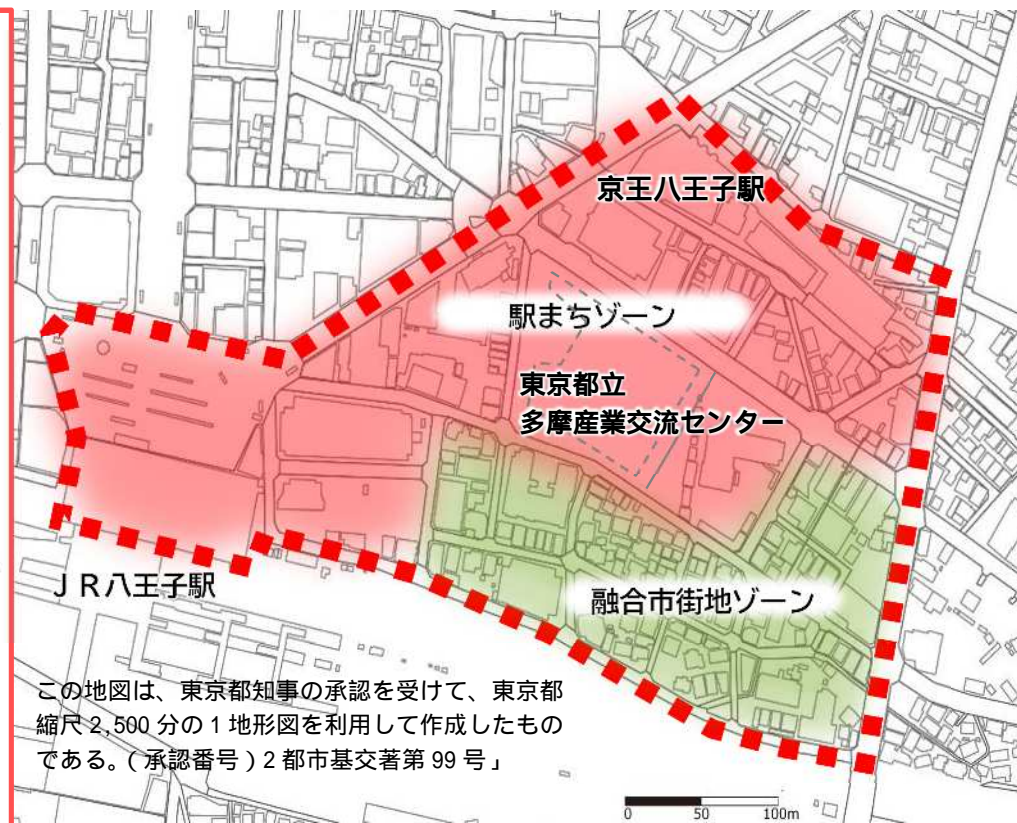 京王八王子駅
駅まちゾーン
東京都立
多摩産業交流センター
ＪＲ八王子駅
融合市街地ゾーン
この地図は、東京都知事の承認を受けて、東京都
縮尺 2,500 分の 1 地形図を利用して作成したもの
である。（承認番号）2 都市基交著第 99 号」
0 50 100m